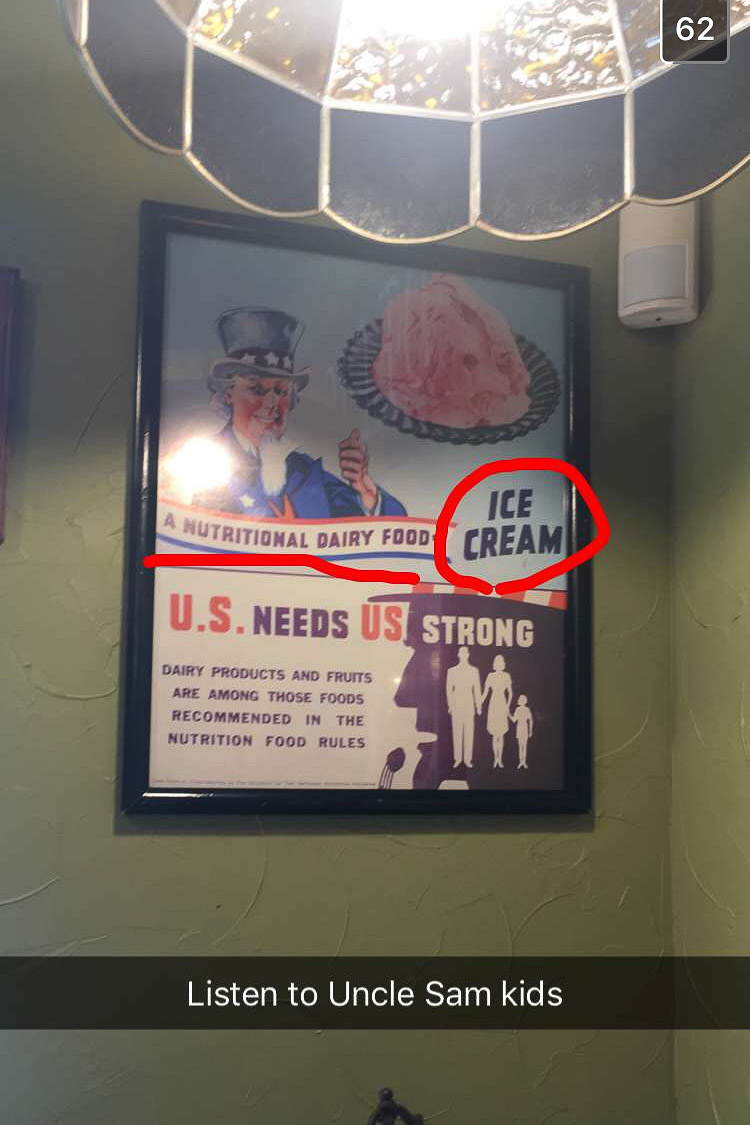 62
ICE
CREAM
A NUTRITIONAL DAIRY FOOD
U.S. NEEDS US STRONG
DAIRY PRODUCTS AND FRUITS
ARE AMONG THOSE FOODS
RECOMMENDED IN THE
NUTRITION FOOD RULES
Listen to Uncle Sam kids